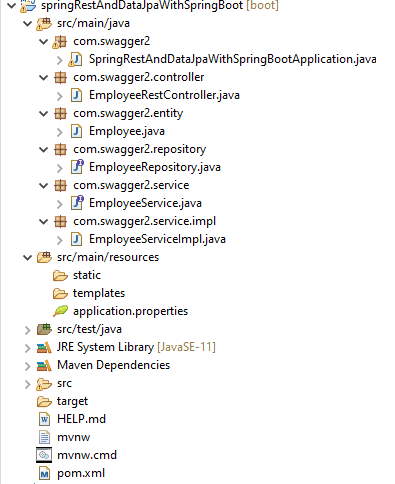 springRestAndDataJpaWithSpringBoot [boot]
src/main/java
com.swagger2
SpringRestAndDataJpaWithSpringBootApplication.java
com.swagger2.controller
EmployeeRestController.java
com.swagger2.entity
Employee.java
com.swagger2.repository
EmployeeRepository.java
com.swagger2.service
EmployeeService.java
com.swagger2.service.impl
EmployeeServiceImpl.java
src/main/resources
static
templates
application.properties
src/test/java
JRE System Library [JavaSE-11]
Maven Dependencies
src
target
HELP.md
mvnw
mvnw.cmd
pom.xml